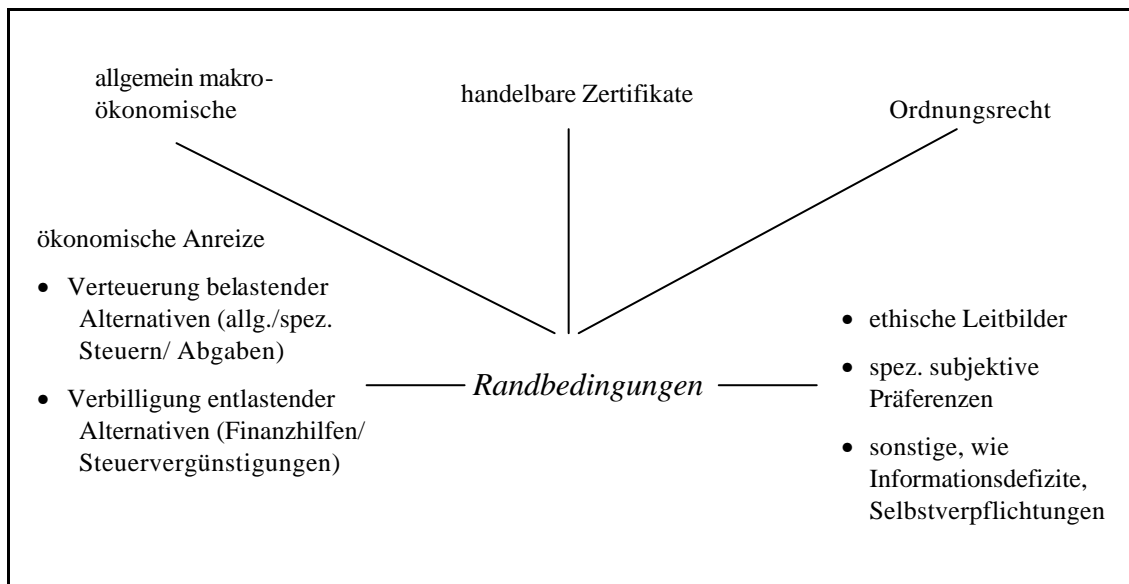 allgemein makro-
ökonomische
handelbare Zertifikate
Ordnungsrecht
ökonomische Anreize
• Verteuerung belastender
Alternativen (allg./spez.
Steuern/ Abgaben)
• Verbilligung entlastender
Alternativen (Finanzhilfen/
Steuervergünstigungen)
Randbedingungen
• ethische Leitbilder
• spez. subjektive
Präferenzen
• sonstige, wie
Informationsdefizite,
Selbstverpflichtungen